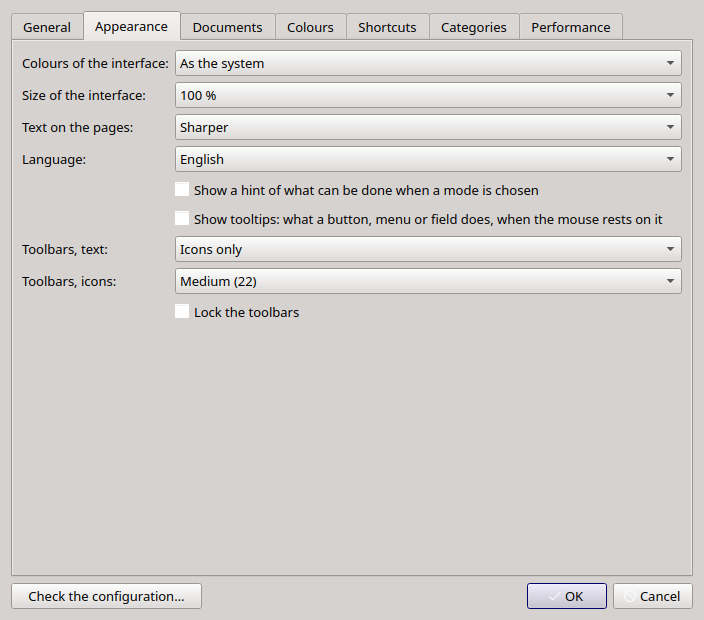 General Appearance Documents Colours Shortcuts Categories Performance
Colours of the interface: As the system
Size of the interface: 100 %
Text on the pages: Sharper
Language: English
Show a hint of what can be done when a mode is chosen
Show tooltips: what a button, menu or field does, when the mouse rests on it
Toolbars, text: Icons only
Toolbars, icons: Medium (22)
Lock the toolbars
Check the configuration... OK Cancel